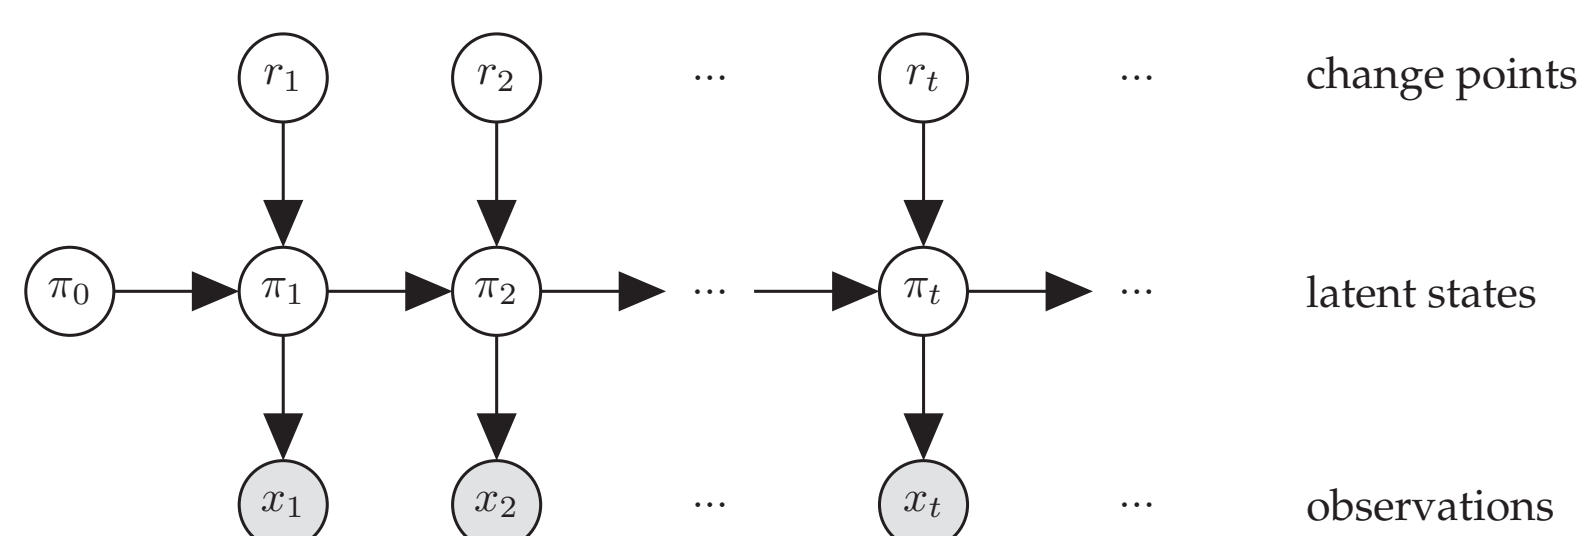 r₁ r₂ ... rₜ ... change points
π₀ π₁ π₂ ... πₜ ... latent states
x₁ x₂ ... xₜ ... observations